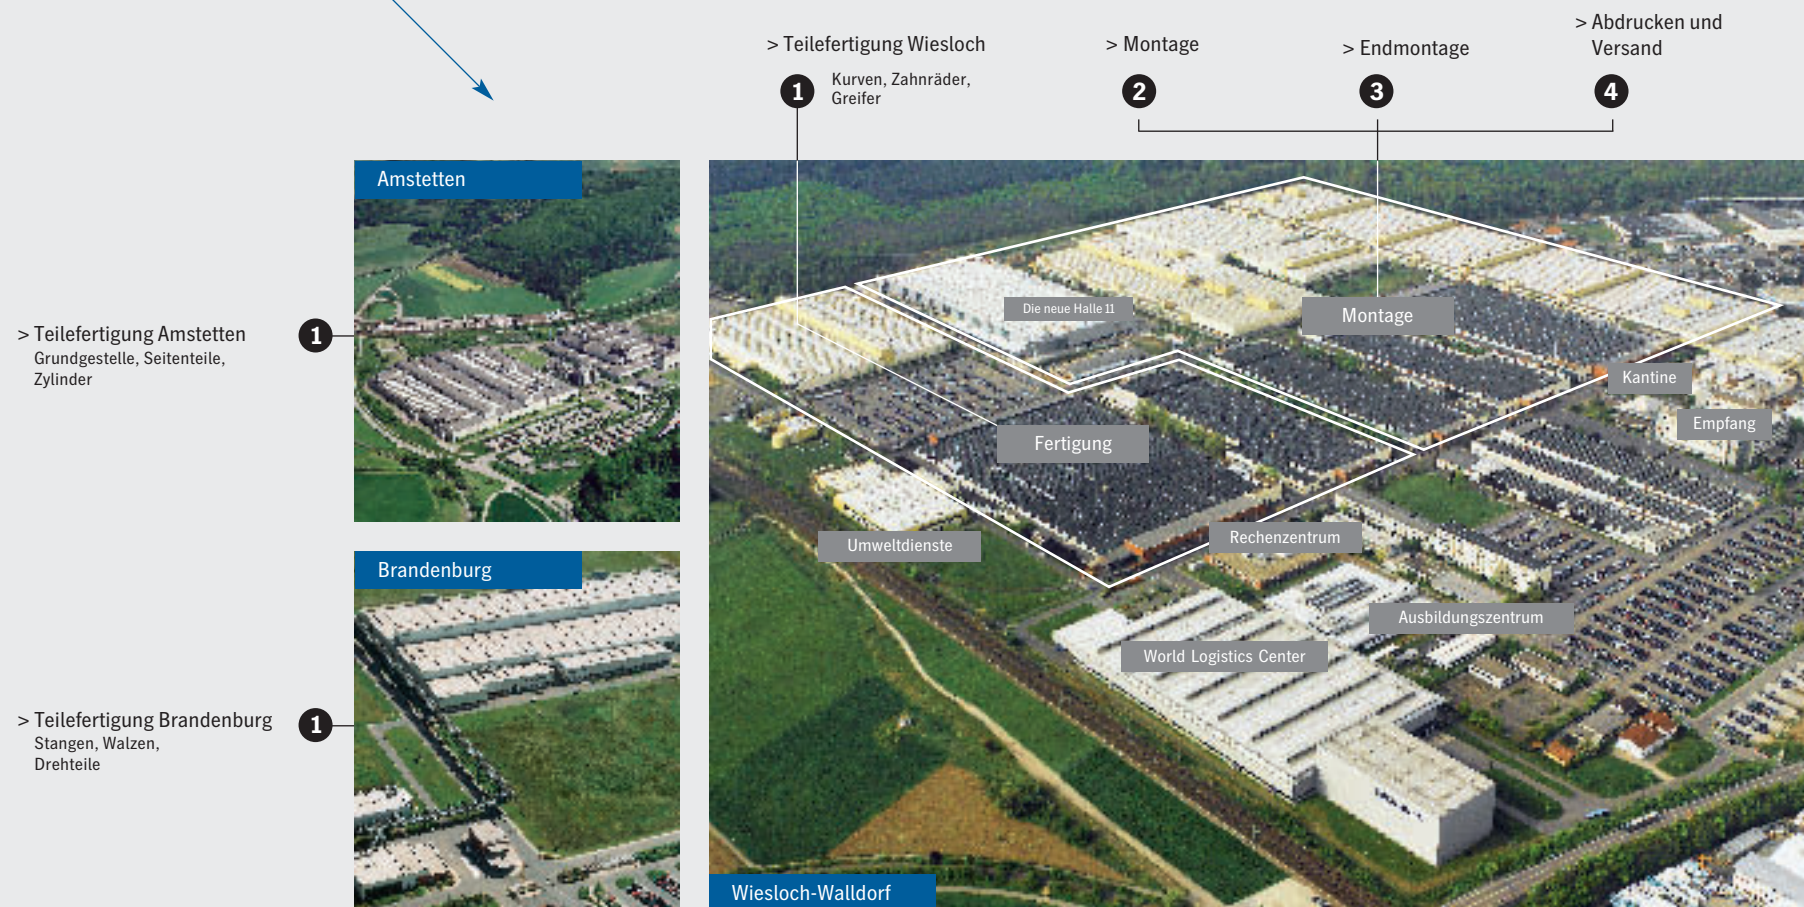 > Teilefertigung Wiesloch
1
Kurven, Zahnräder,
Greifer
> Montage
2
> Endmontage
3
> Abdrucken und
Versand
4
Amstetten
> Teilefertigung Amstetten
Grundgestelle, Seitenteile,
Zylinder
1
Brandenburg
> Teilefertigung Brandenburg
Stangen, Walzen,
Drehteile
1
Die neue Halle 11
Montage
Kantine
Empfang
Fertigung
Umweltdienste
Rechenzentrum
Ausbildungszentrum
World Logistics Center
Wiesloch-Walldorf